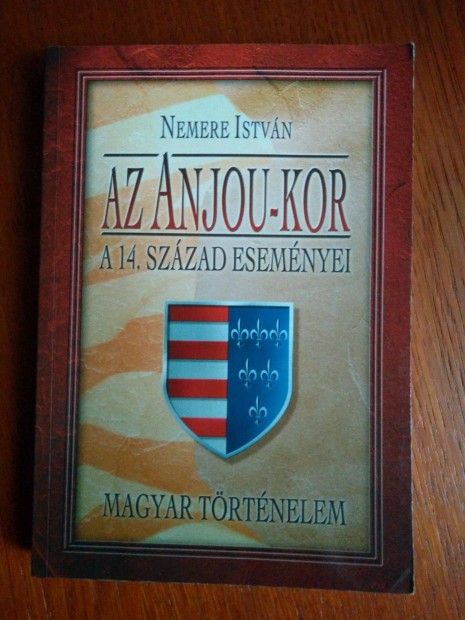 Nemere István
Az Anjou-kor
A 14. század eseményei
Magyar történelem